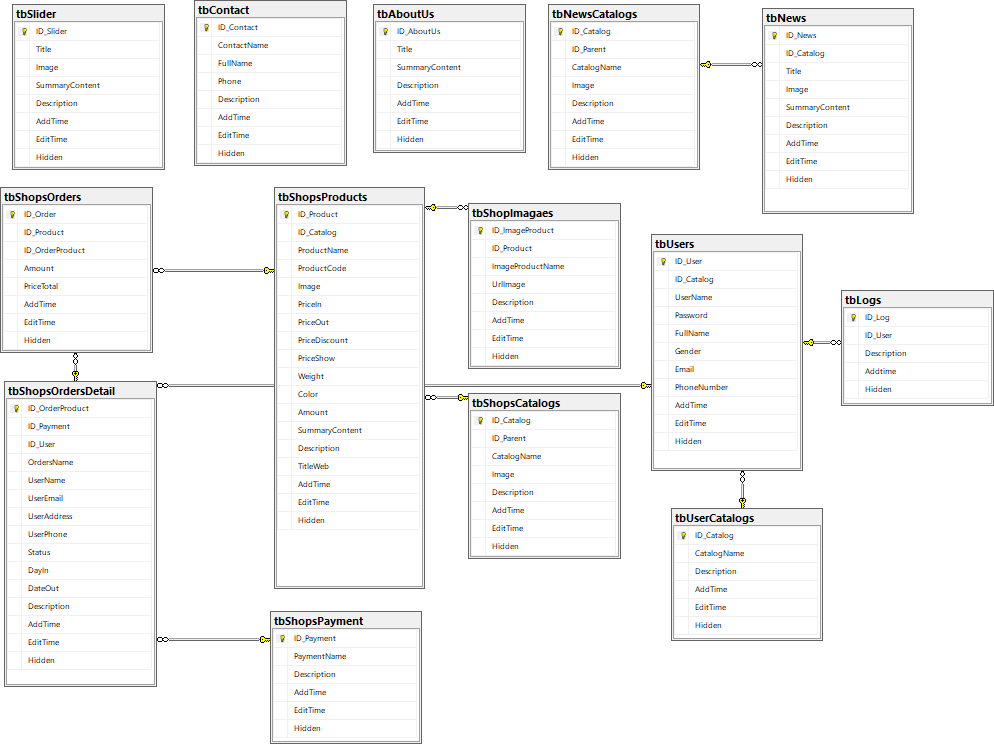 tbSlider
ID_Slider
Title
Image
SummaryContent
Description
AddTime
EditTime
Hidden
tbContact
ID_Contact
ContactName
FullName
Phone
Description
AddTime
EditTime
Hidden
tbAboutUs
ID_AboutUs
Title
SummaryContent
Description
AddTime
EditTime
Hidden
tbNewsCatalogs
ID_Catalog
ID_Parent
CatalogName
Image
Description
AddTime
EditTime
Hidden
tbNews
ID_News
ID_Catalog
Title
Image
SummaryContent
Description
AddTime
EditTime
Hidden
tbShopsOrders
ID_Order
ID_Product
ID_OrderProduct
Amount
PriceTotal
AddTime
EditTime
Hidden
tbShopsProducts
ID_Product
ID_Catalog
ProductName
ProductCode
Image
PriceIn
PriceOut
PriceDiscount
PriceShow
Weight
Color
Amount
SummaryContent
Description
TitleWeb
AddTime
EditTime
Hidden
tbShopImagaes
ID_ImageProduct
ID_Product
ImageProductName
UrlImage
Description
AddTime
EditTime
Hidden
tbUsers
ID_User
ID_Catalog
UserName
Password
FullName
Gender
Email
PhoneNumber
AddTime
EditTime
Hidden
tbLogs
ID_Log
ID_User
Description
Addtime
Hidden
tbShopsOrdersDetail
ID_OrderProduct
ID_Payment
ID_User
OrdersName
UserName
UserEmail
UserAddress
UserPhone
Status
DayIn
DateOut
Description
AddTime
EditTime
Hidden
tbShopsCatalogs
ID_Catalog
ID_Parent
CatalogName
Image
Description
AddTime
EditTime
Hidden
tbUserCatalogs
ID_Catalog
CatalogName
Description
AddTime
EditTime
Hidden
tbShopsPayment
ID_Payment
PaymentName
Description
AddTime
EditTime
Hidden